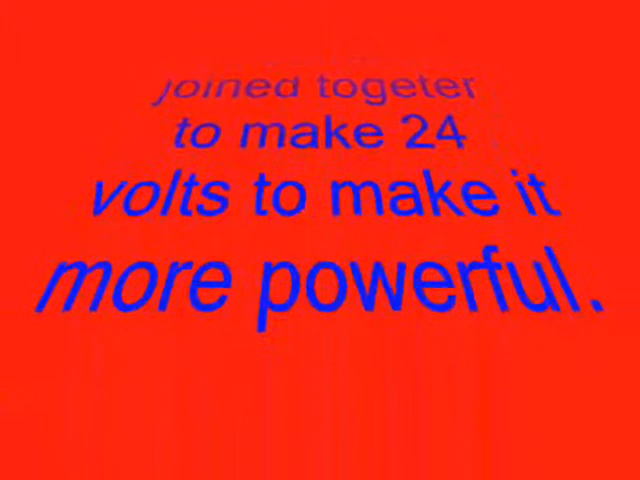 joined togeter
to make 24
volts to make it
more powerful.